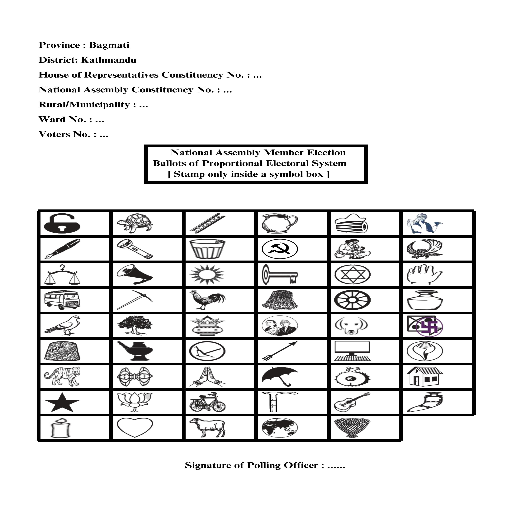 Province : Bagmati
District: Kathmandu
House of Representatives Constituency No. : ...
National Assembly Constituency No. : ...
Rural/Municipality : ...
Ward No. : ...
Voters No. : ...
National Assembly Member Election
Ballots of Proportional Electoral System
[ Stamp only inside a symbol box ]
Signature of Polling Officer : ......